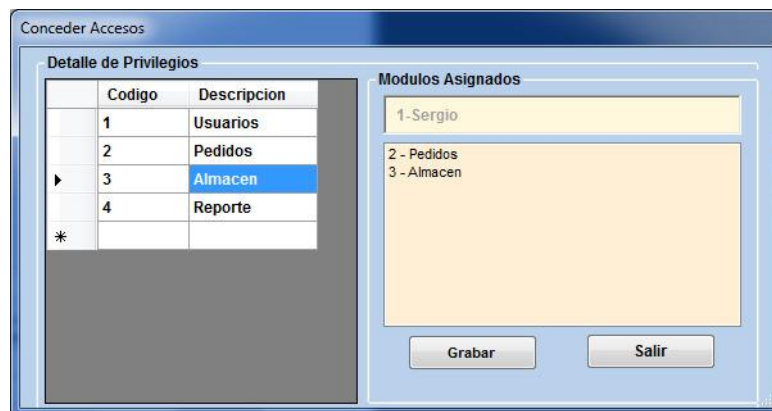 Conceder Accesos
Detalle de Privilegios
Codigo Descripcion
1 Usuarios
2 Pedidos
3 Almacen
4 Reporte
Modulos Asignados
1-Sergio
2 - Pedidos
3 - Almacen
Grabar Salir